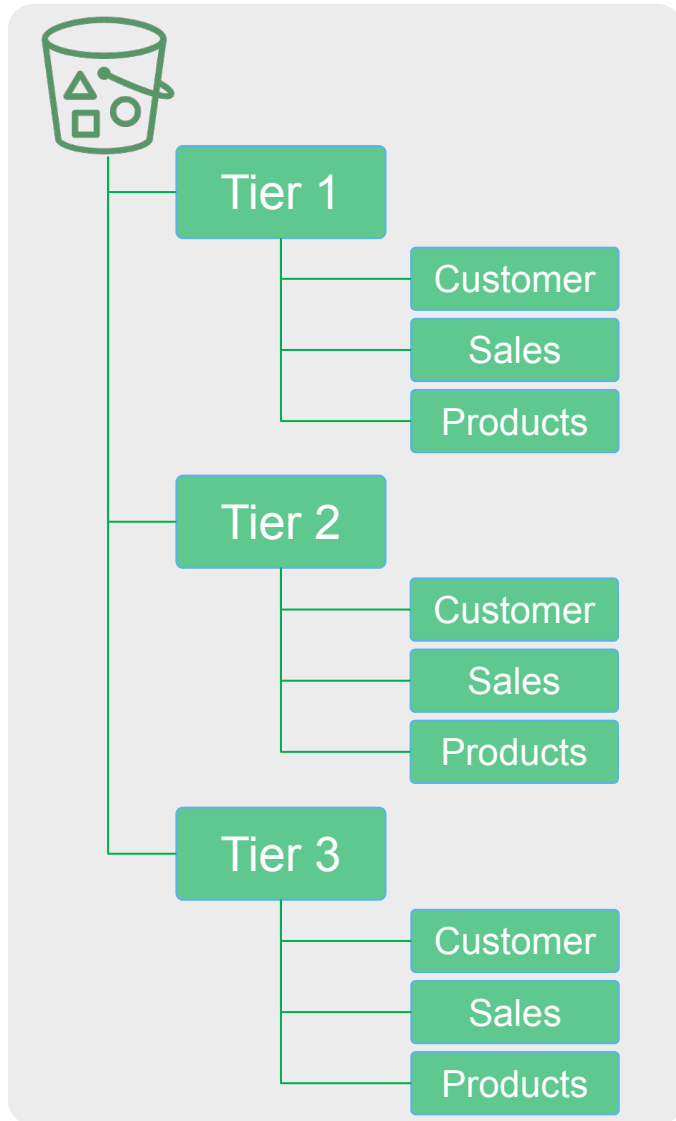 Tier 1
Customer
Sales
Products
Tier 2
Customer
Sales
Products
Tier 3
Customer
Sales
Products